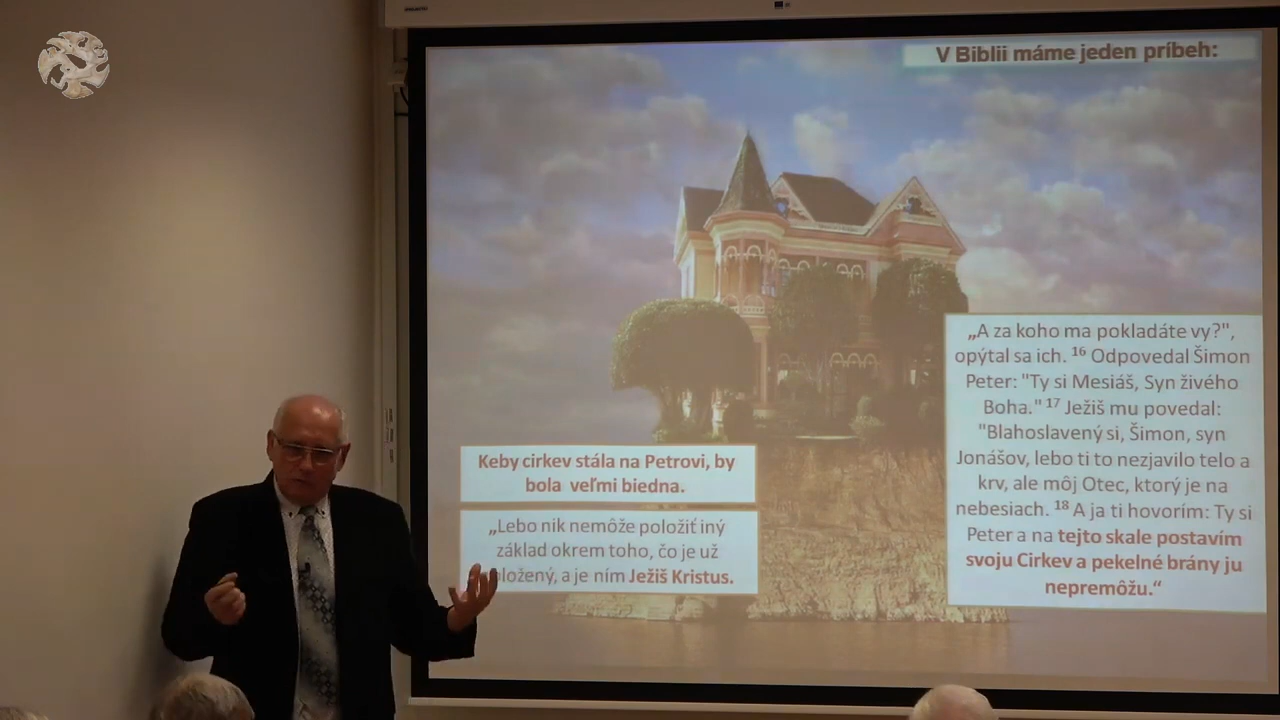 V Biblii máme jeden príbeh:
„A za koho ma pokladáte vy?",
opýtal sa ich. 16 Odpovedal Šimon
Peter: "Ty si Mesiáš, Syn živého
Boha." 17 Ježiš mu povedal:
"Blahoslavený si, Šimon, syn
Jonášov, lebo ti to nezjavilo telo a
krv, ale môj Otec, ktorý je na
nebesiach. 18 A ja ti hovorím: Ty si
Peter a na tejto skale postavím
svoju Cirkev a pekelné brány ju
nepremôžu.“
Keby cirkev stála na Petrovi, by
bola veľmi biedna.
„Lebo nik nemôže položiť iný
základ okrem toho, čo je už
a je ním Ježiš Kristus.